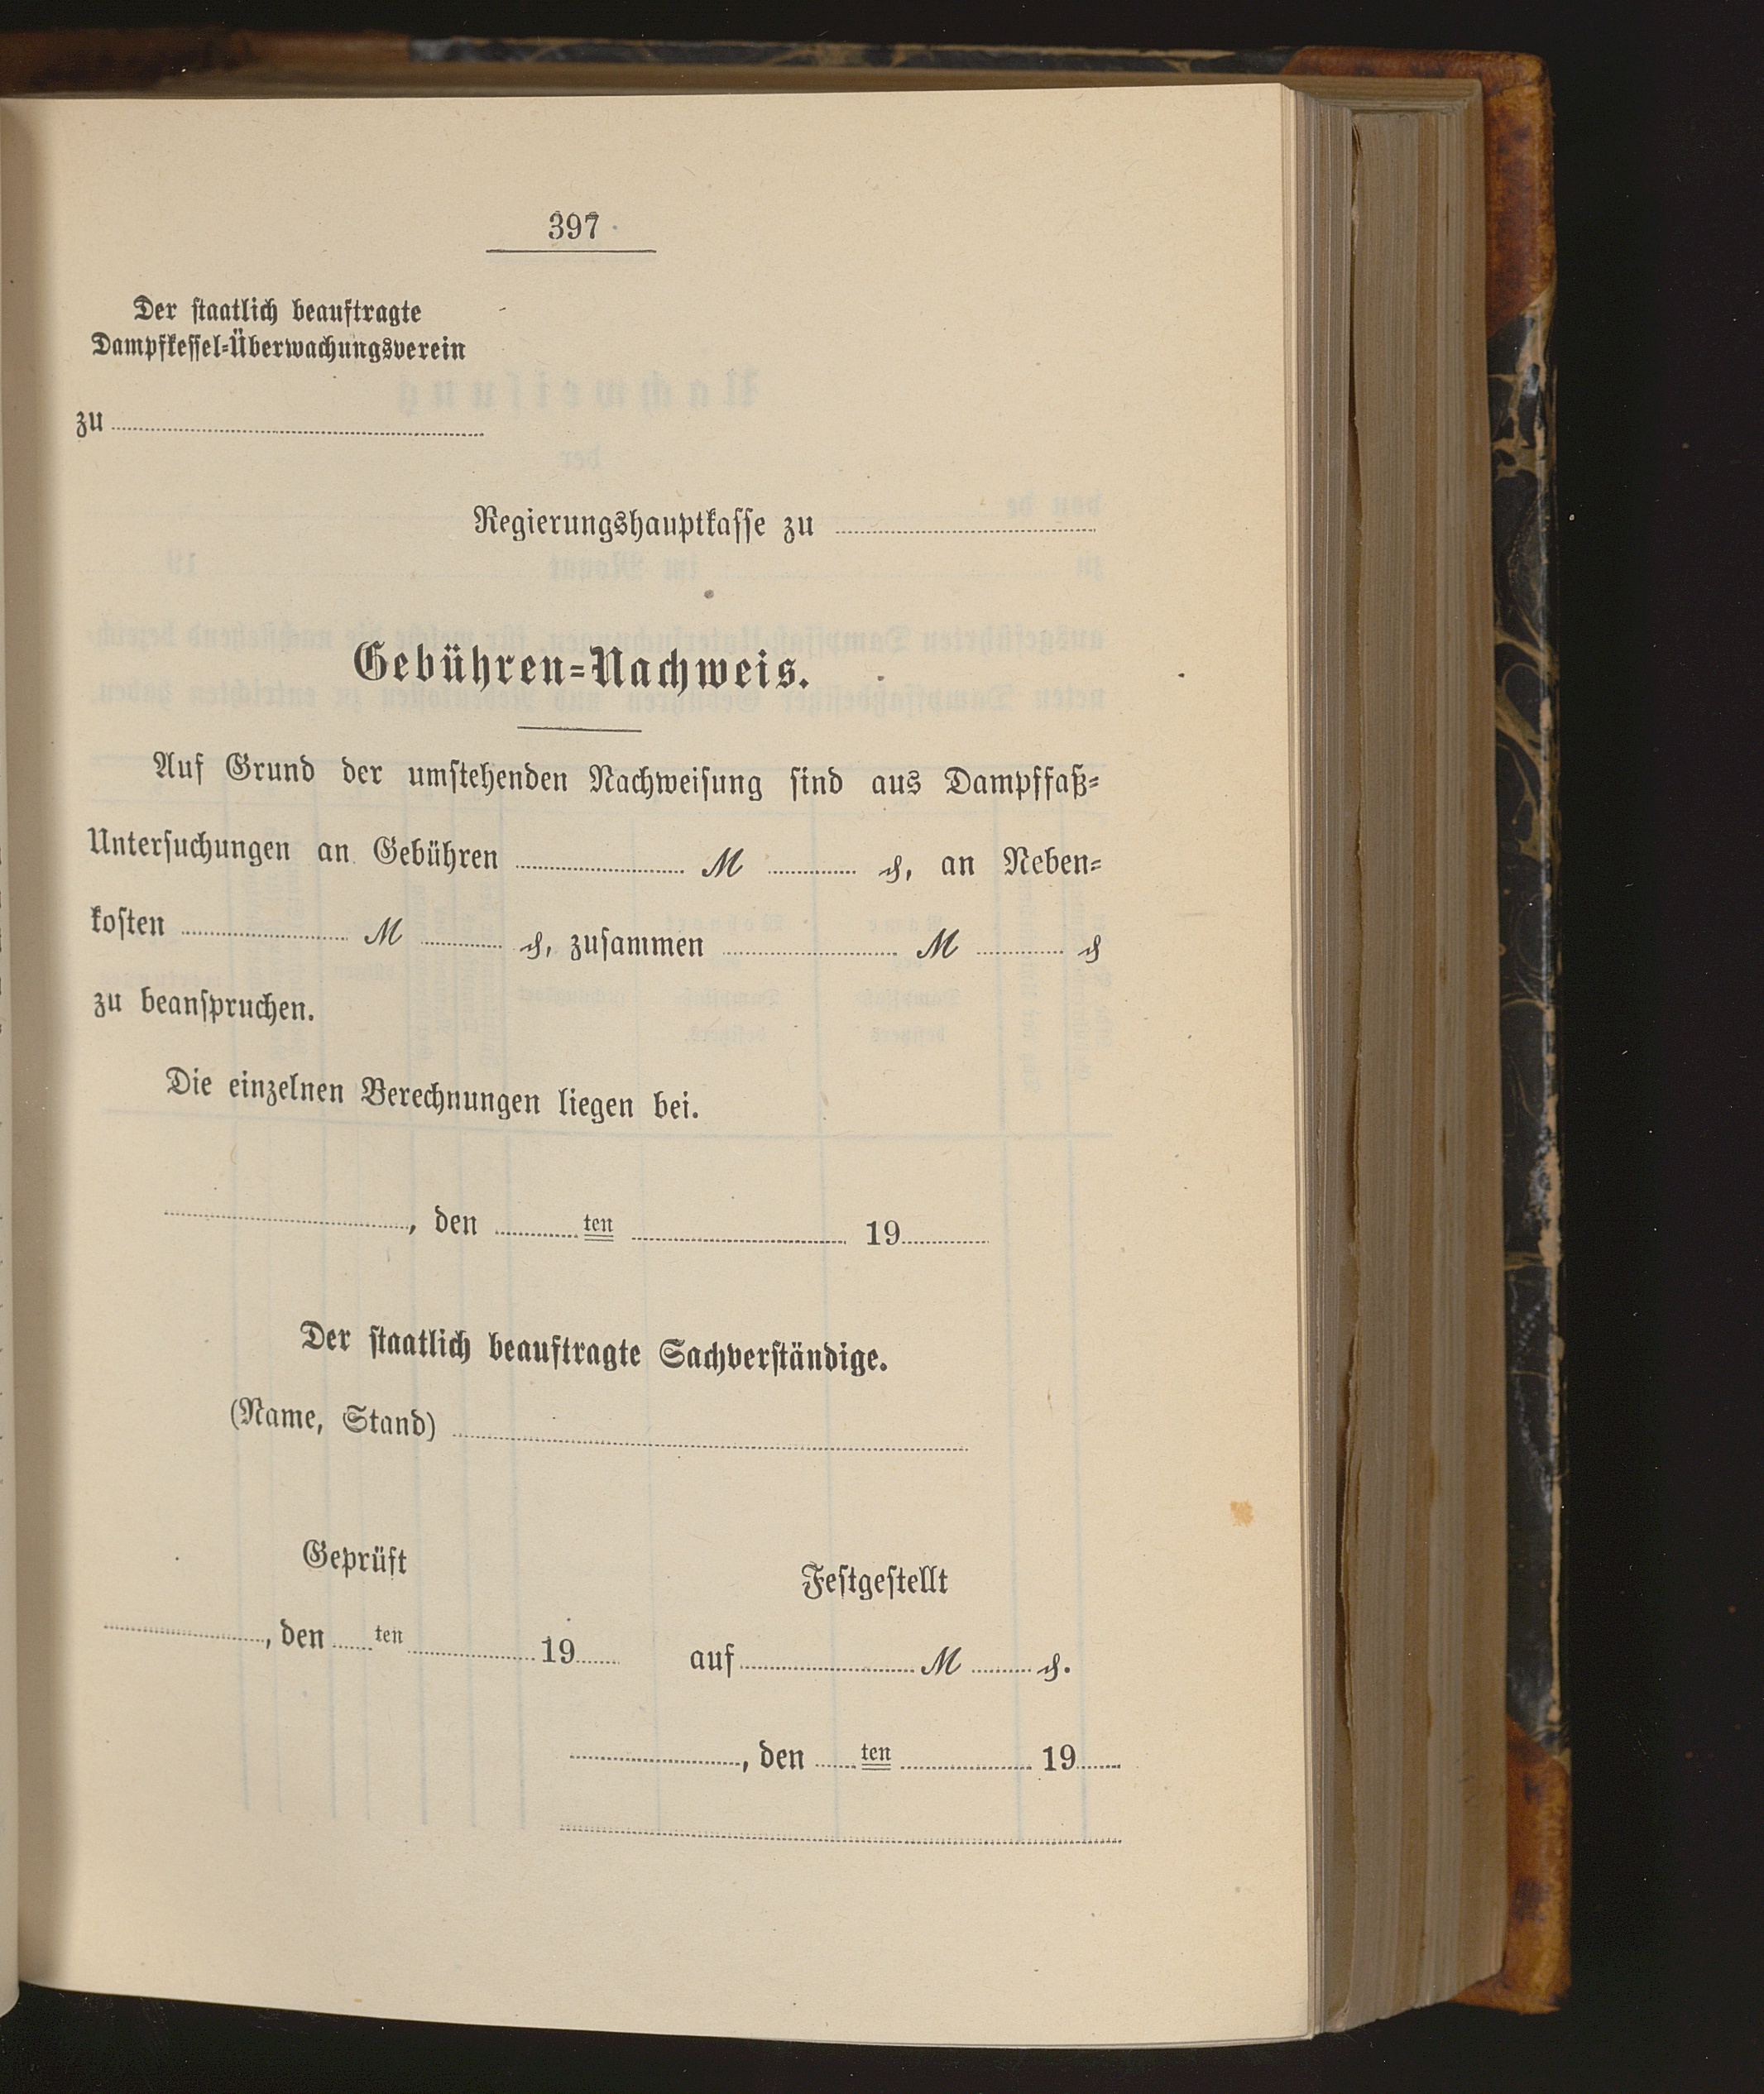 397
Der staatlich beauftragte
Dampfkessel-Überwachungsverein
zu
Regierungshauptkasse zu
Gebühren-Nachweis.
Auf Grund der umstehenden Nachweisung sind aus Dampffaß-
Untersuchungen an Gebühren ........ ℳ ........ ₰, an Neben-
kosten ........ ℳ ........ ₰, zusammen ........ ℳ ........ ₰
zu beanspruchen.
Die einzelnen Berechnungen liegen bei.
........, den ........ ten ........ 19........
Der staatlich beauftragte Sachverständige.
(Name, Stand)
Geprüft
Festgestellt
........, den ........ ten ........ 19........
auf ........ ℳ ........ ₰.
........, den ........ ten ........ 19........